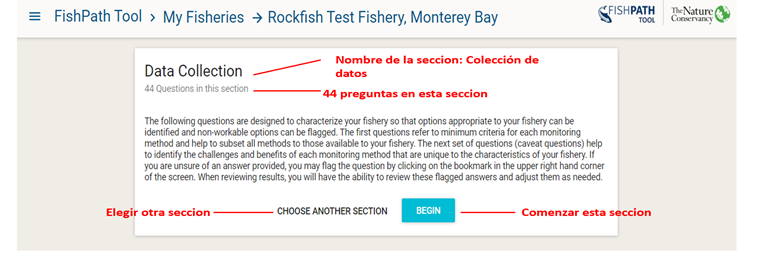 FishPath Tool > My Fisheries → Rockfish Test Fishery, Monterey Bay
FISHPATH
TOOL
The Nature
Conservancy
Data Collection
Nombre de la seccion: Colección de
datos
44 Questions in this section
44 preguntas en esta seccion
The following questions are designed to characterize your fishery so that options appropriate to your fishery can be
identified and non-workable options can be flagged. The first questions refer to minimum criteria for each monitoring
method and help to subset all methods to those available to your fishery. The next set of questions (caveat questions) help
to identify the challenges and benefits of each monitoring method that are unique to the characteristics of your fishery. If
you are unsure of an answer provided, you may flag the question by clicking on the bookmark in the upper right hand corner
of the screen. When reviewing results, you will have the ability to review these flagged answers and adjust them as needed.
Elegir otra seccion
CHOOSE ANOTHER SECTION
BEGIN
Comenzar esta seccion